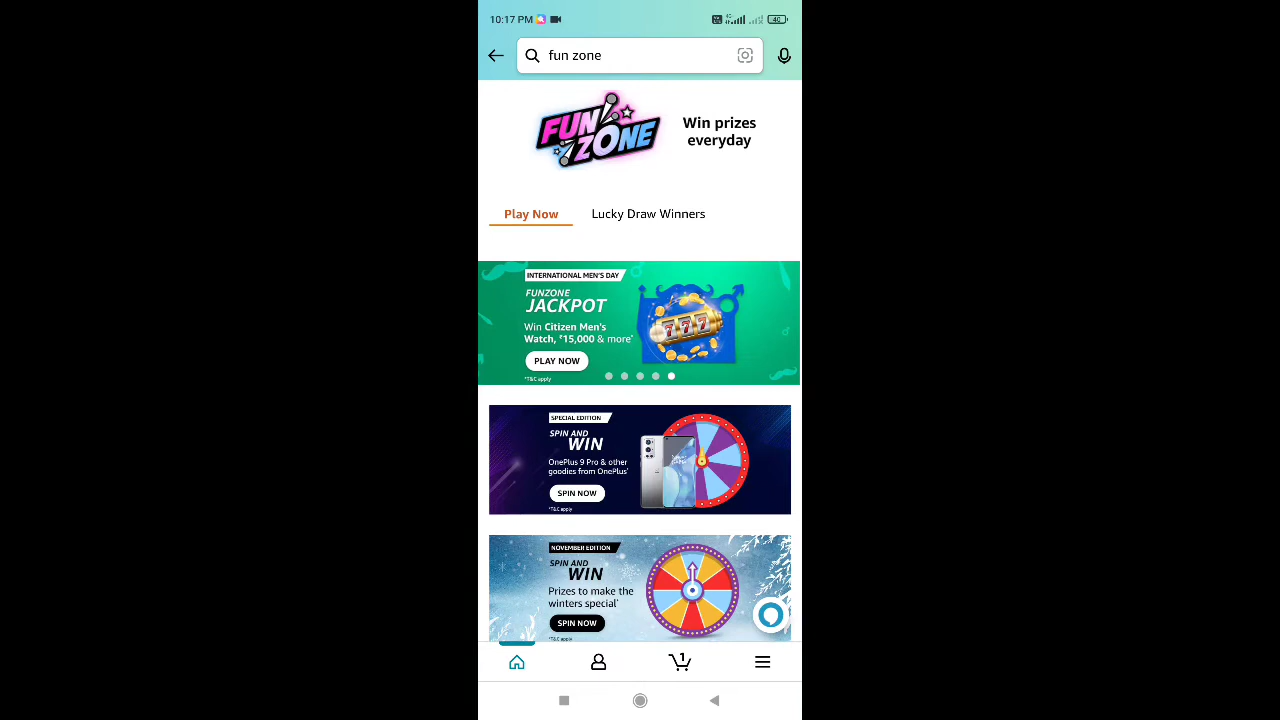 10:17 PM
4G
40
fun zone
FUN
ZONE
Win prizes
everyday
Play Now
Lucky Draw Winners
INTERNATIONAL MEN'S DAY
FUNZONE
JACKPOT
Win Citizen Men's
Watch, ₹15,000 & more*
PLAY NOW
*T&C apply
777
SPECIAL EDITION
SPIN AND
WIN
OnePlus 9 Pro & other
goodies from OnePlus*
SPIN NOW
*T&C apply
NOVEMBER EDITION
SPIN AND
WIN
Prizes to make the
winters special*
SPIN NOW
*T&C apply
1